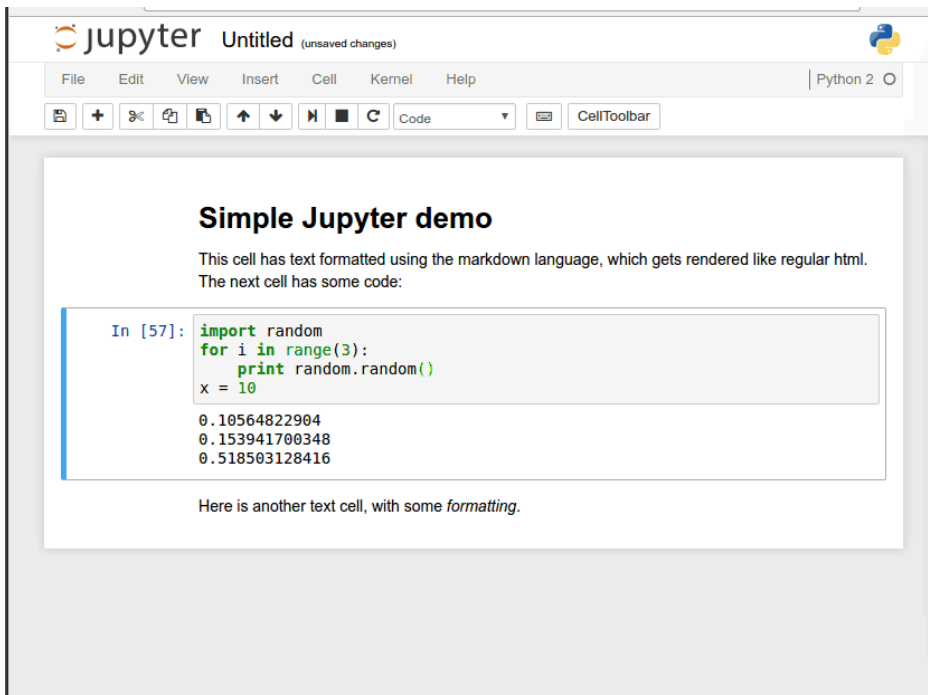 jupyter Untitled (unsaved changes)
File Edit View Insert Cell Kernel Help Python 2
Code CellToolbar
Simple Jupyter demo
This cell has text formatted using the markdown language, which gets rendered like regular html.
The next cell has some code:
In [57]: import random
for i in range(3):
    print random.random()
x = 10
0.10564822904
0.153941700348
0.518503128416
Here is another text cell, with some formatting.